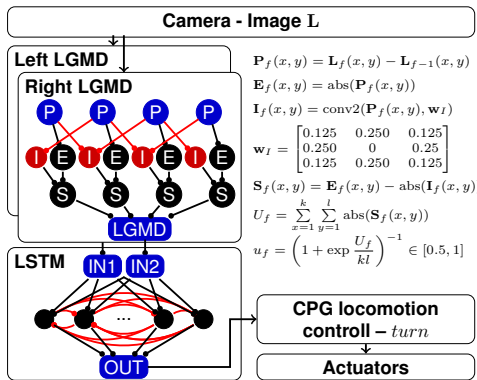 Camera - Image L
Left LGMD
Right LGMD
P P P P
I E I E I E I E
S S S S
LGMD
LSTM
IN1 IN2
...
OUT
P_f(x, y) = L_f(x, y) − L_{f−1}(x, y)
E_f(x, y) = abs(P_f(x, y))
I_f(x, y) = conv2(P_f(x, y), w_I)
w_I = [0.125 0.250 0.125
0.250 0 0.25
0.125 0.250 0.125]
S_f(x, y) = E_f(x, y) − abs(I_f(x, y)
U_f = ∑_{x=1}^{k} ∑_{y=1}^{l} abs(S_f(x, y))
u_f = (1 + exp U_f/kl)^{−1} ∈ [0.5, 1]
CPG locomotion
controll – turn
Actuators